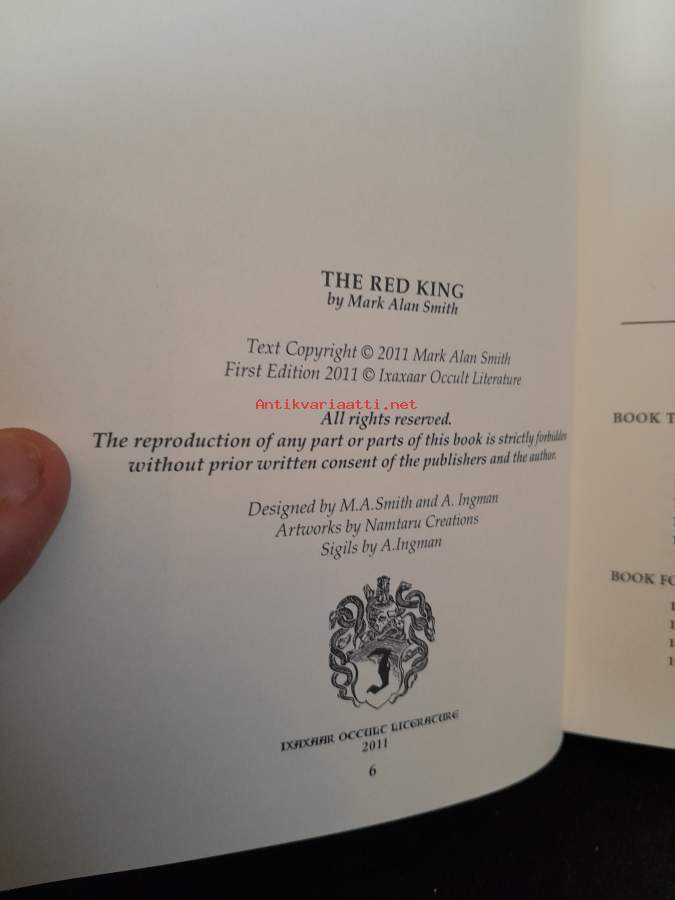 THE RED KING
by Mark Alan Smith
Text Copyright © 2011 Mark Alan Smith
First Edition 2011 © Ixaxaar Occult Literature
Antikvariaatti.net
All rights reserved.
The reproduction of any part or parts of this book is strictly forbidden
without prior written consent of the publishers and the author.
Designed by M.A.Smith and A. Ingman
Artworks by Namtaru Creations
Sigils by A.Ingman
IXAXAAR OCCULT LITERATURE
2011
6
BOOK T
BOOK FO